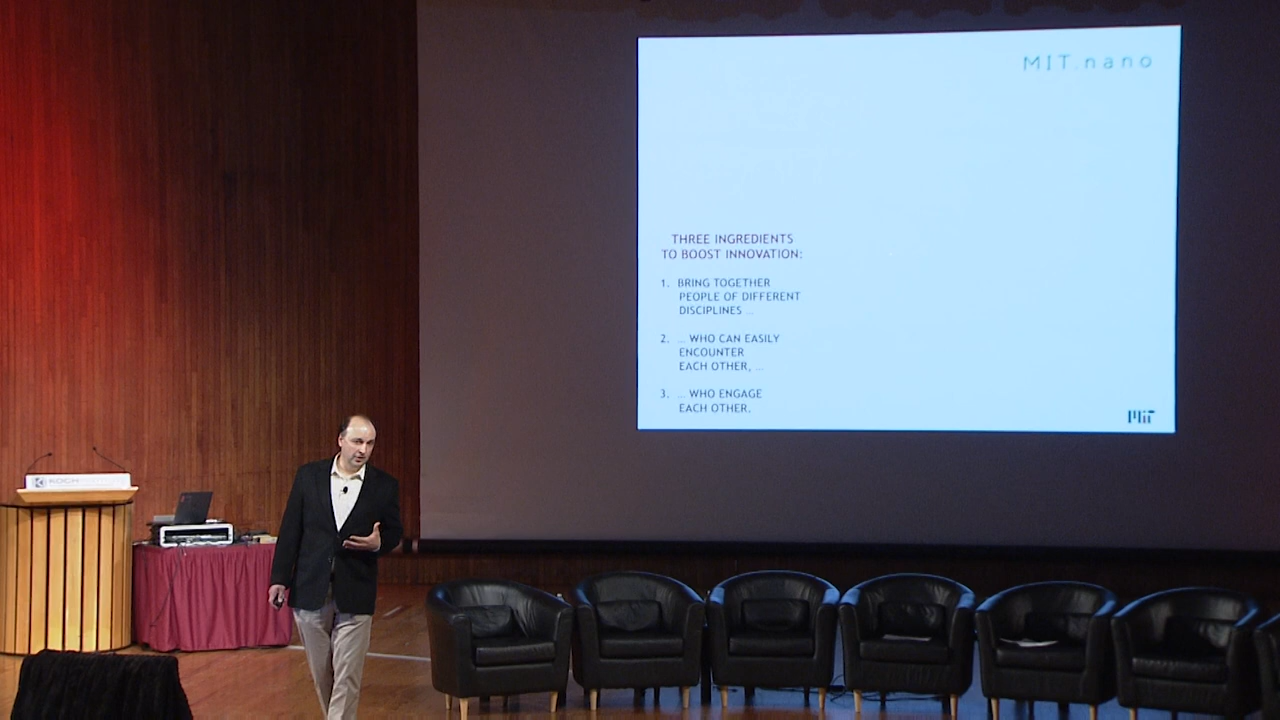 MIT.nano
THREE INGREDIENTS
TO BOOST INNOVATION:
1. BRING TOGETHER
PEOPLE OF DIFFERENT
DISCIPLINES ...
2. ... WHO CAN EASILY
ENCOUNTER
EACH OTHER, ...
3. ... WHO ENGAGE
EACH OTHER.
MIT
KOCH